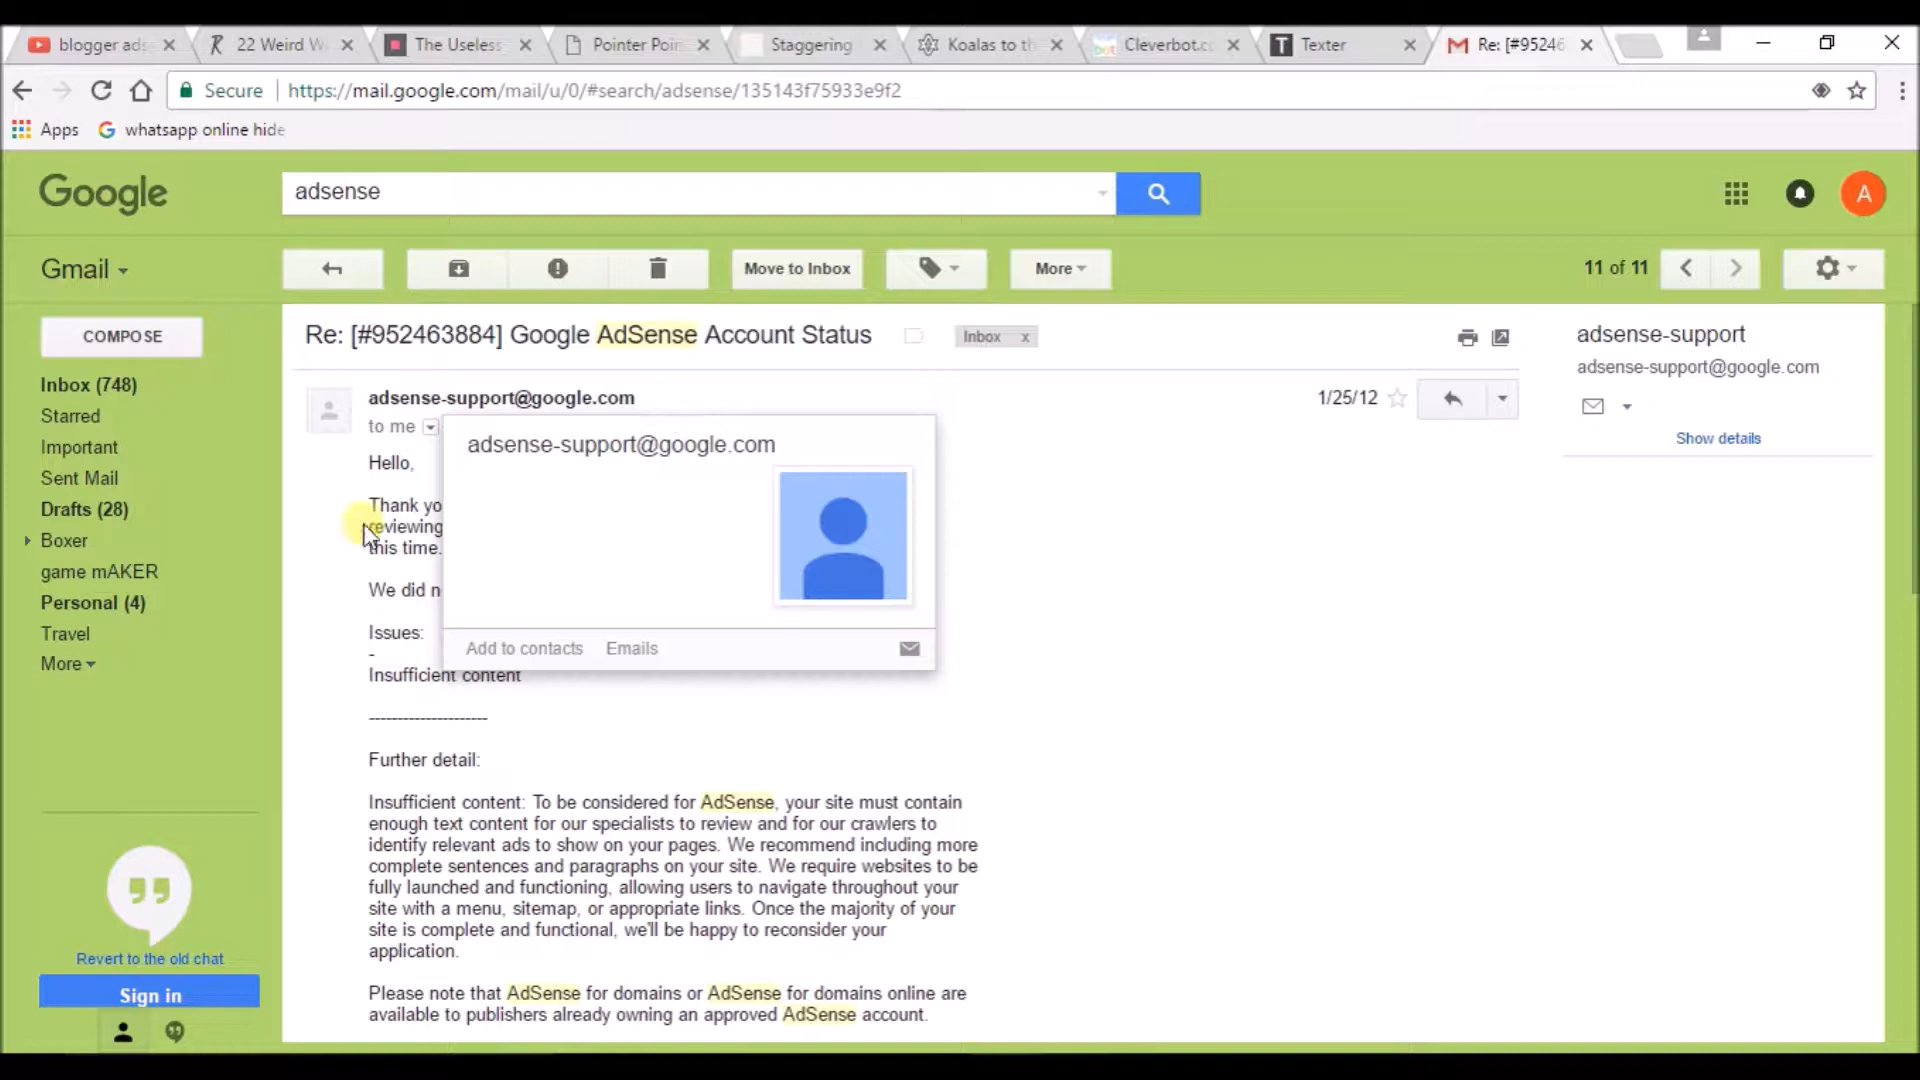 blogger ads
22 Weird W
The Useless
Pointer Poin
Staggering
Koalas to th
Cleverbot.c
T Texter
Re: [#95246
Secure https://mail.google.com/mail/u/0/#search/adsense/135143f75933e9f2
Apps whatsapp online hide
Google adsense A
Gmail Move to Inbox More 11 of 11
COMPOSE
Inbox (748)
Starred
Important
Sent Mail
Drafts (28)
Boxer
game mAKER
Personal (4)
Travel
More
Revert to the old chat
Sign in
Re: [#952463884] Google AdSense Account Status Inbox x
adsense-support@google.com 1/25/12
to me
adsense-support@google.com
Add to contacts Emails
Hello,
Thank yo
reviewing
this time.
We did n
Issues:
-
Insufficient content
---------------------
Further detail:
Insufficient content: To be considered for AdSense, your site must contain
enough text content for our specialists to review and for our crawlers to
identify relevant ads to show on your pages. We recommend including more
complete sentences and paragraphs on your site. We require websites to be
fully launched and functioning, allowing users to navigate throughout your
site with a menu, sitemap, or appropriate links. Once the majority of your
site is complete and functional, we'll be happy to reconsider your
application.
Please note that AdSense for domains or AdSense for domains online are
available to publishers already owning an approved AdSense account.
adsense-support
adsense-support@google.com
Show details